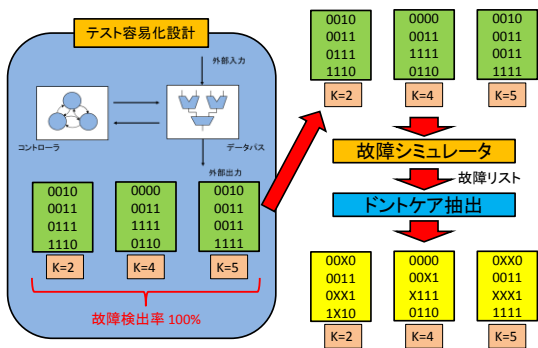 テスト容易化設計
外部入力
コントローラ
データパス
外部出力
0010
0011
0111
1110
K=2
0000
0011
1111
0110
K=4
0010
0011
0011
1111
K=5
故障検出率 100%
0010
0011
0111
1110
K=2
0000
0011
1111
0110
K=4
0010
0011
0011
1111
K=5
故障シミュレータ
故障リスト
ドントケア抽出
00X0
0011
0XX1
1X10
K=2
0000
00X1
X111
0110
K=4
0XX0
0011
XXX1
1111
K=5